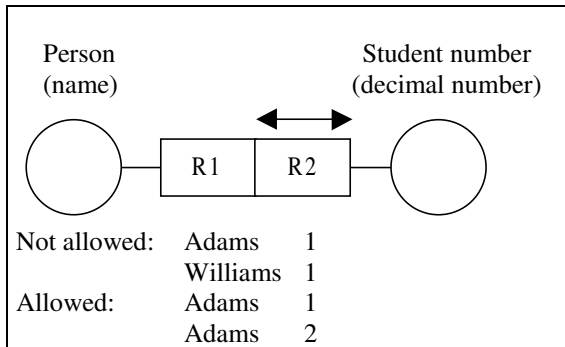 Person Student number
(name) (decimal number)
R1 R2
Not allowed: Adams 1
Williams 1
Allowed: Adams 1
Adams 2